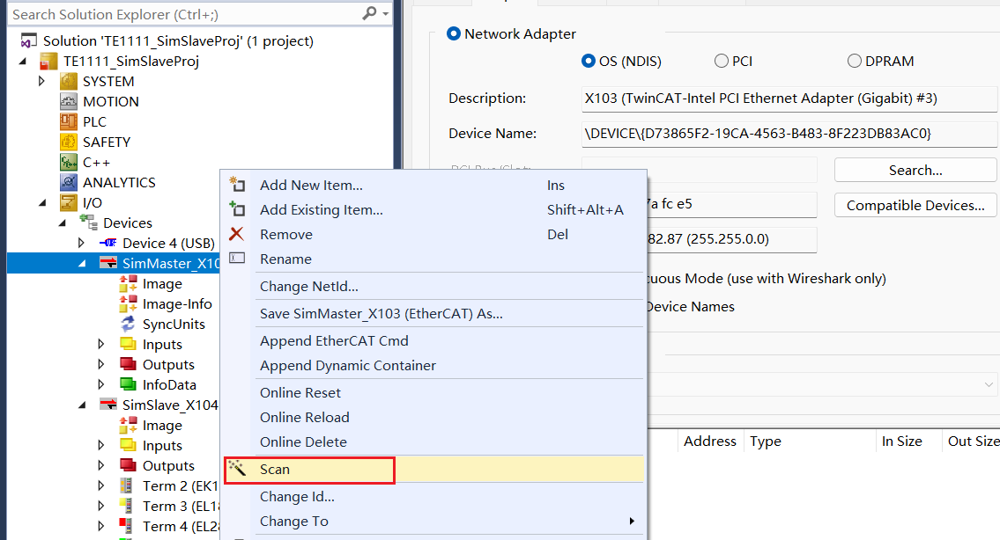 Search Solution Explorer (Ctrl+;)
Solution 'TE1111_SimSlaveProj' (1 project)
TE1111_SimSlaveProj
SYSTEM
MOTION
PLC
SAFETY
C++
ANALYTICS
I/O
Devices
Device 4 (USB)
SimMaster_X10
Image
Image-Info
SyncUnits
Inputs
Outputs
InfoData
SimSlave_X104
Image
Inputs
Outputs
Term 2 (EK1
Term 3 (EL18
Term 4 (EL28
Add New Item... Ins
Add Existing Item... Shift+Alt+A
Remove Del
Rename
Change NetId...
Save SimMaster_X103 (EtherCAT) As...
Append EtherCAT Cmd
Append Dynamic Container
Online Reset
Online Reload
Online Delete
Scan
Change Id...
Change To
Network Adapter
OS (NDIS) PCI DPRAM
Description: X103 (TwinCAT-Intel PCI Ethernet Adapter (Gigabit) #3)
Device Name: \DEVICE\{D73865F2-19CA-4563-B483-8F223DB83AC0}
Search...
7a fc e5 Compatible Devices...
82.87 (255.255.0.0)
cuous Mode (use with Wireshark only)
Device Names
Address Type In Size Out Size